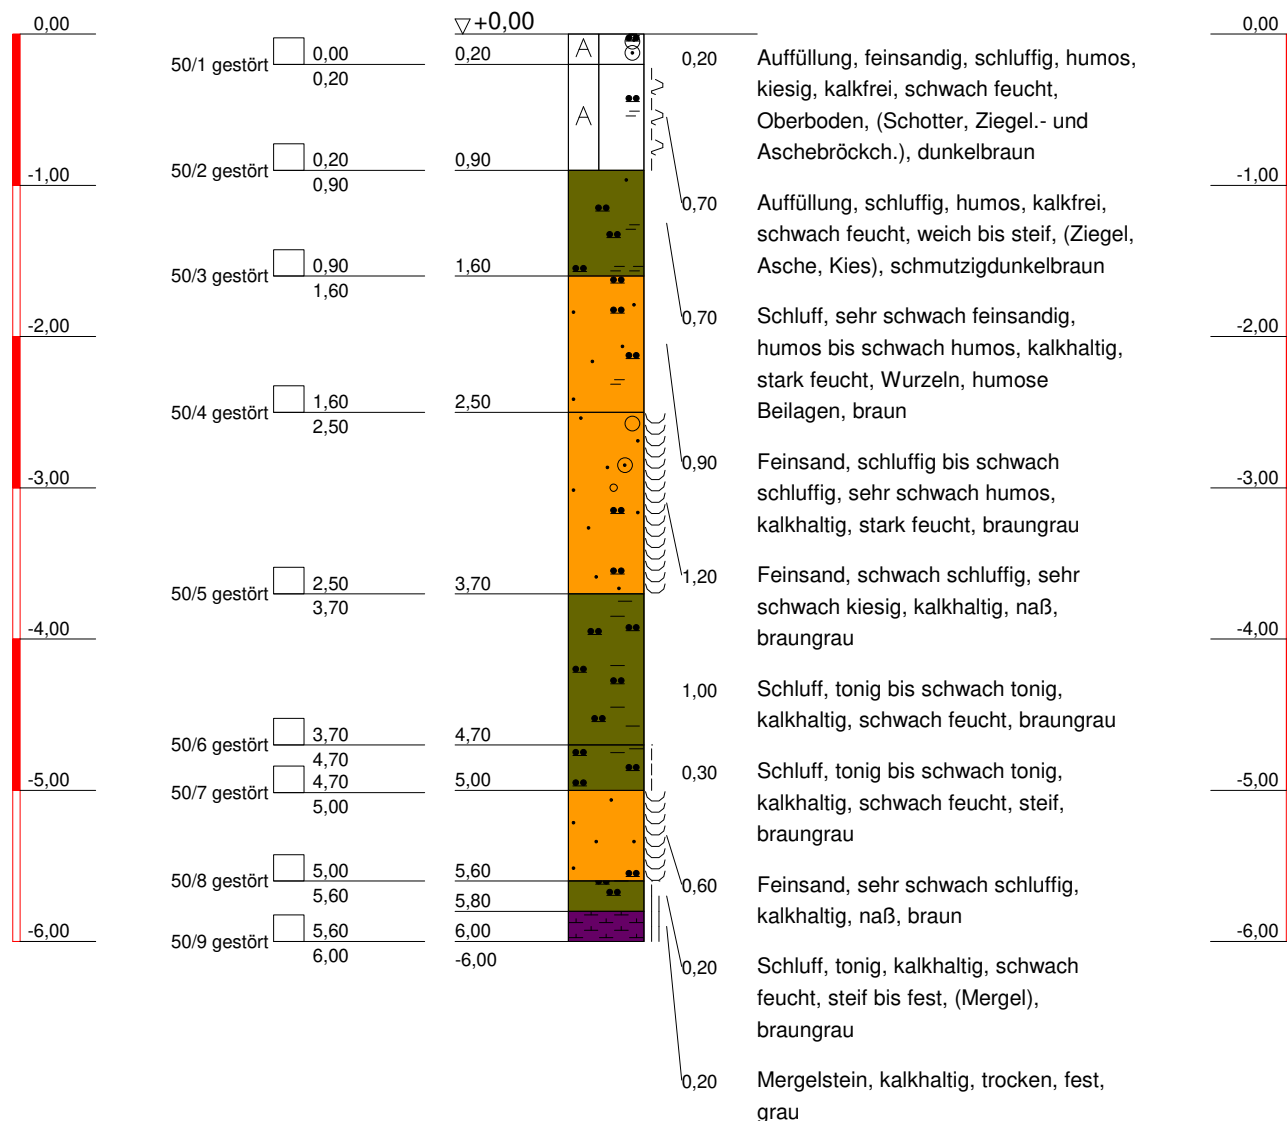 +0,00
0,00
0,00
50/1 gestört
0,00
0,20
0,20
A
0,20
Auffüllung, feinsandig, schluffig, humos,
kiesig, kalkfrei, schwach feucht,
Oberboden, (Schotter, Ziegel.- und
Aschebröckch.), dunkelbraun
A
50/2 gestört
0,20
0,90
0,90
-1,00
-1,00
0,70
Auffüllung, schluffig, humos, kalkfrei,
schwach feucht, weich bis steif, (Ziegel,
Asche, Kies), schmutzigdunkelbraun
50/3 gestört
0,90
1,60
1,60
-2,00
-2,00
0,70
Schluff, sehr schwach feinsandig,
humos bis schwach humos, kalkhaltig,
stark feucht, Wurzeln, humose
Beilagen, braun
50/4 gestört
1,60
2,50
2,50
0,90
Feinsand, schluffig bis schwach
schluffig, sehr schwach humos,
kalkhaltig, stark feucht, braungrau
-3,00
-3,00
50/5 gestört
2,50
3,70
3,70
1,20
Feinsand, schwach schluffig, sehr
schwach kiesig, kalkhaltig, naß,
braungrau
-4,00
-4,00
1,00
Schluff, tonig bis schwach tonig,
kalkhaltig, schwach feucht, braungrau
50/6 gestört
3,70
4,70
4,70
50/7 gestört
4,70
5,00
5,00
0,30
Schluff, tonig bis schwach tonig,
kalkhaltig, schwach feucht, steif,
braungrau
-5,00
-5,00
50/8 gestört
5,00
5,60
5,60
0,60
Feinsand, sehr schwach schluffig,
kalkhaltig, naß, braun
5,80
50/9 gestört
5,60
6,00
6,00
-6,00
-6,00
-6,00
0,20
Schluff, tonig, kalkhaltig, schwach
feucht, steif bis fest, (Mergel),
braungrau
0,20
Mergelstein, kalkhaltig, trocken, fest,
grau